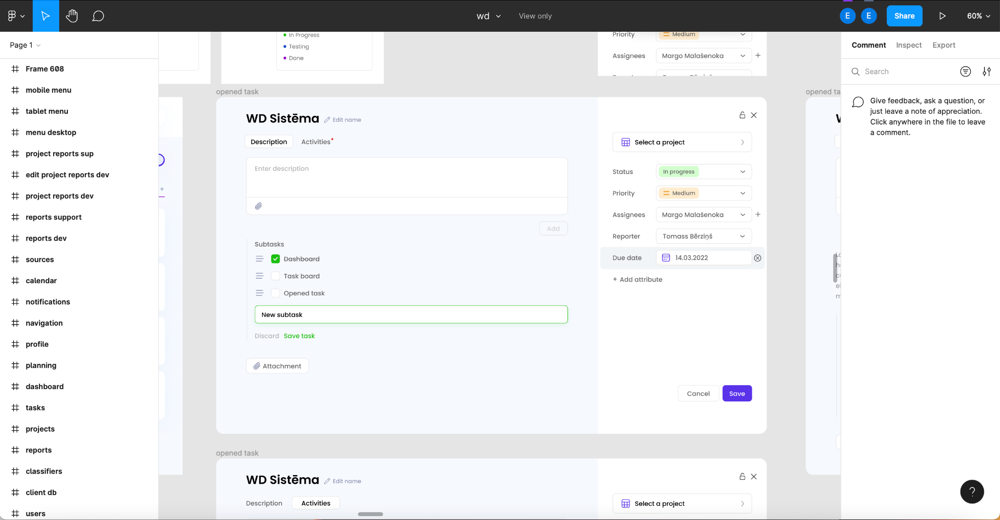 wd
View only
E
E
Share
60%
Page 1
Frame 608
mobile menu
tablet menu
menu desktop
project reports sup
edit project reports dev
project reports dev
reports support
reports dev
sources
calendar
notifications
navigation
profile
planning
dashboard
tasks
projects
reports
classifiers
client db
users
In Progress
Testing
Done
Priority
Medium
Assignees
Margo Malašenoka
opened task
WD Sistēma
Edit name
Description
Activities
Enter description
Add
Subtasks
Dashboard
Task board
Opened task
New subtask
Discard Save task
Attachment
Select a project
Status
In progress
Priority
Medium
Assignees
Margo Malašenoka
Reporter
Tomass Bērziņš
Due date
14.03.2022
+ Add attribute
Cancel
Save
opened task
WD Sistēma
Edit name
Description
Activities
Select a project
opened
Comment
Inspect
Export
Search
Give feedback, ask a question, or
just leave a note of appreciation.
Click anywhere in the file to leave
a comment.
?